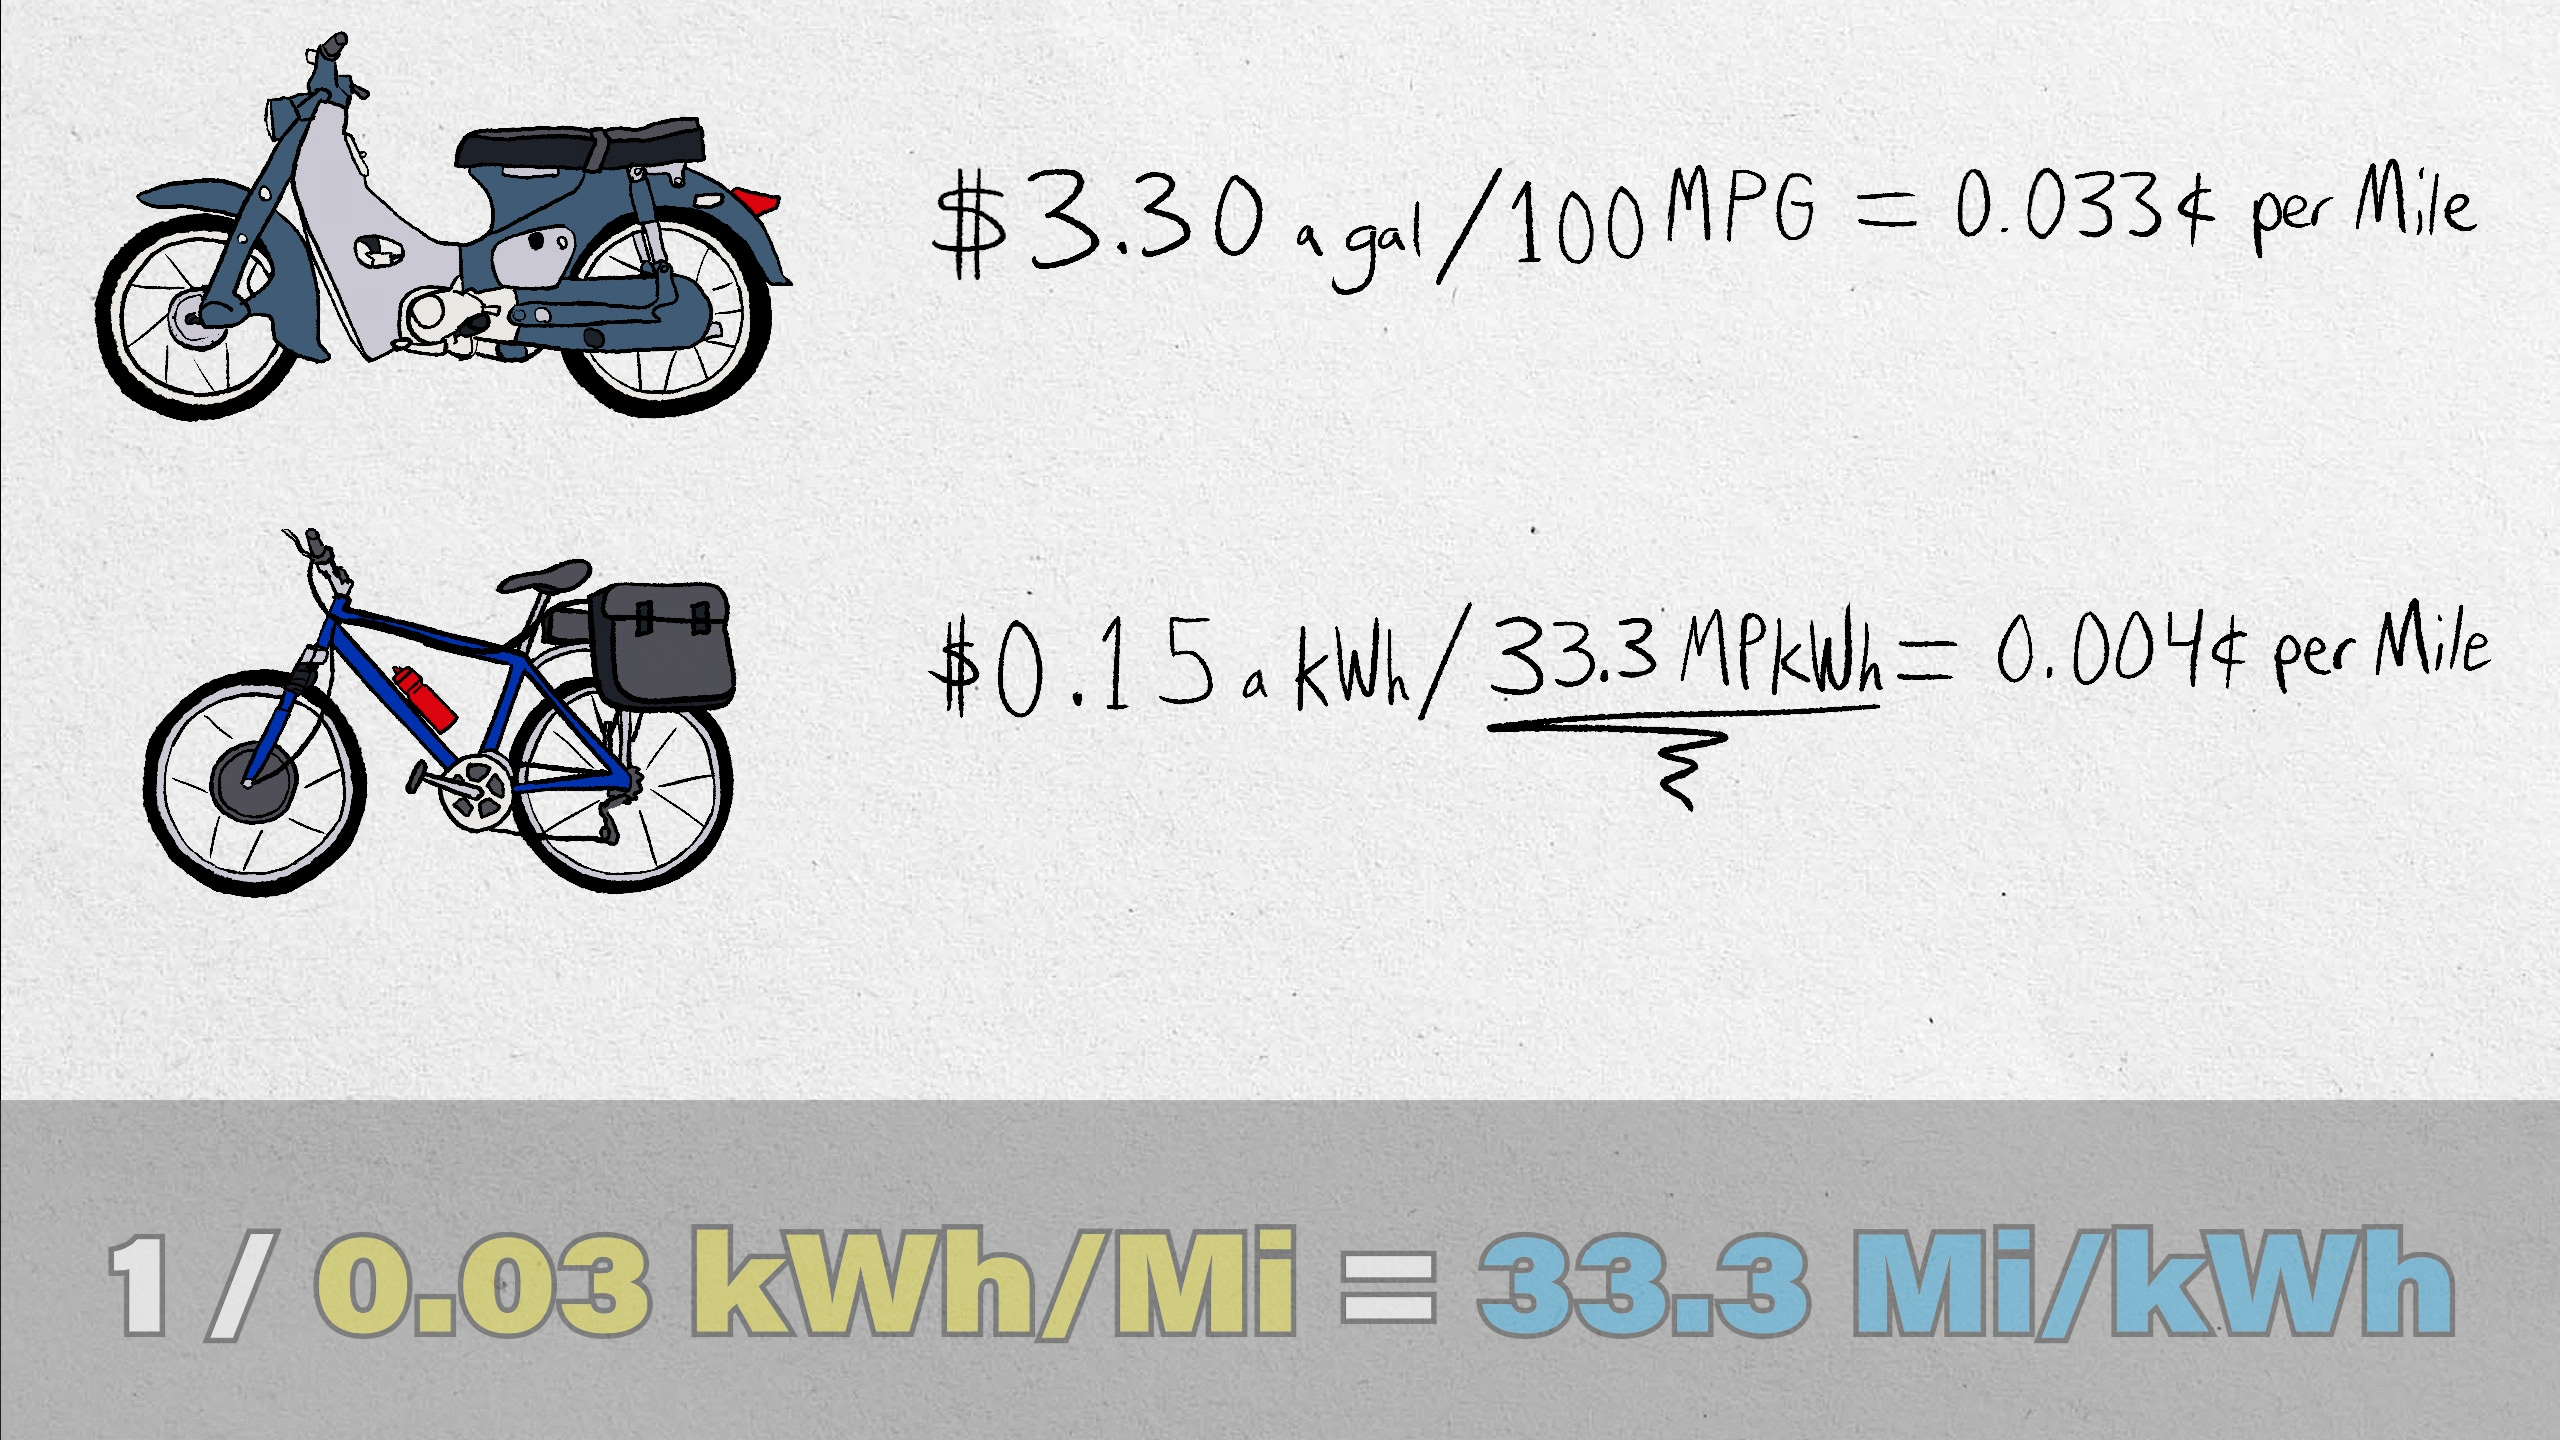 $3.30 a gal/100 MPG = 0.033¢ per Mile
$0.15 a kWh/33.3 MPkWh = 0.004¢ per Mile
1 / 0.03 kWh/Mi = 33.3 Mi/kWh